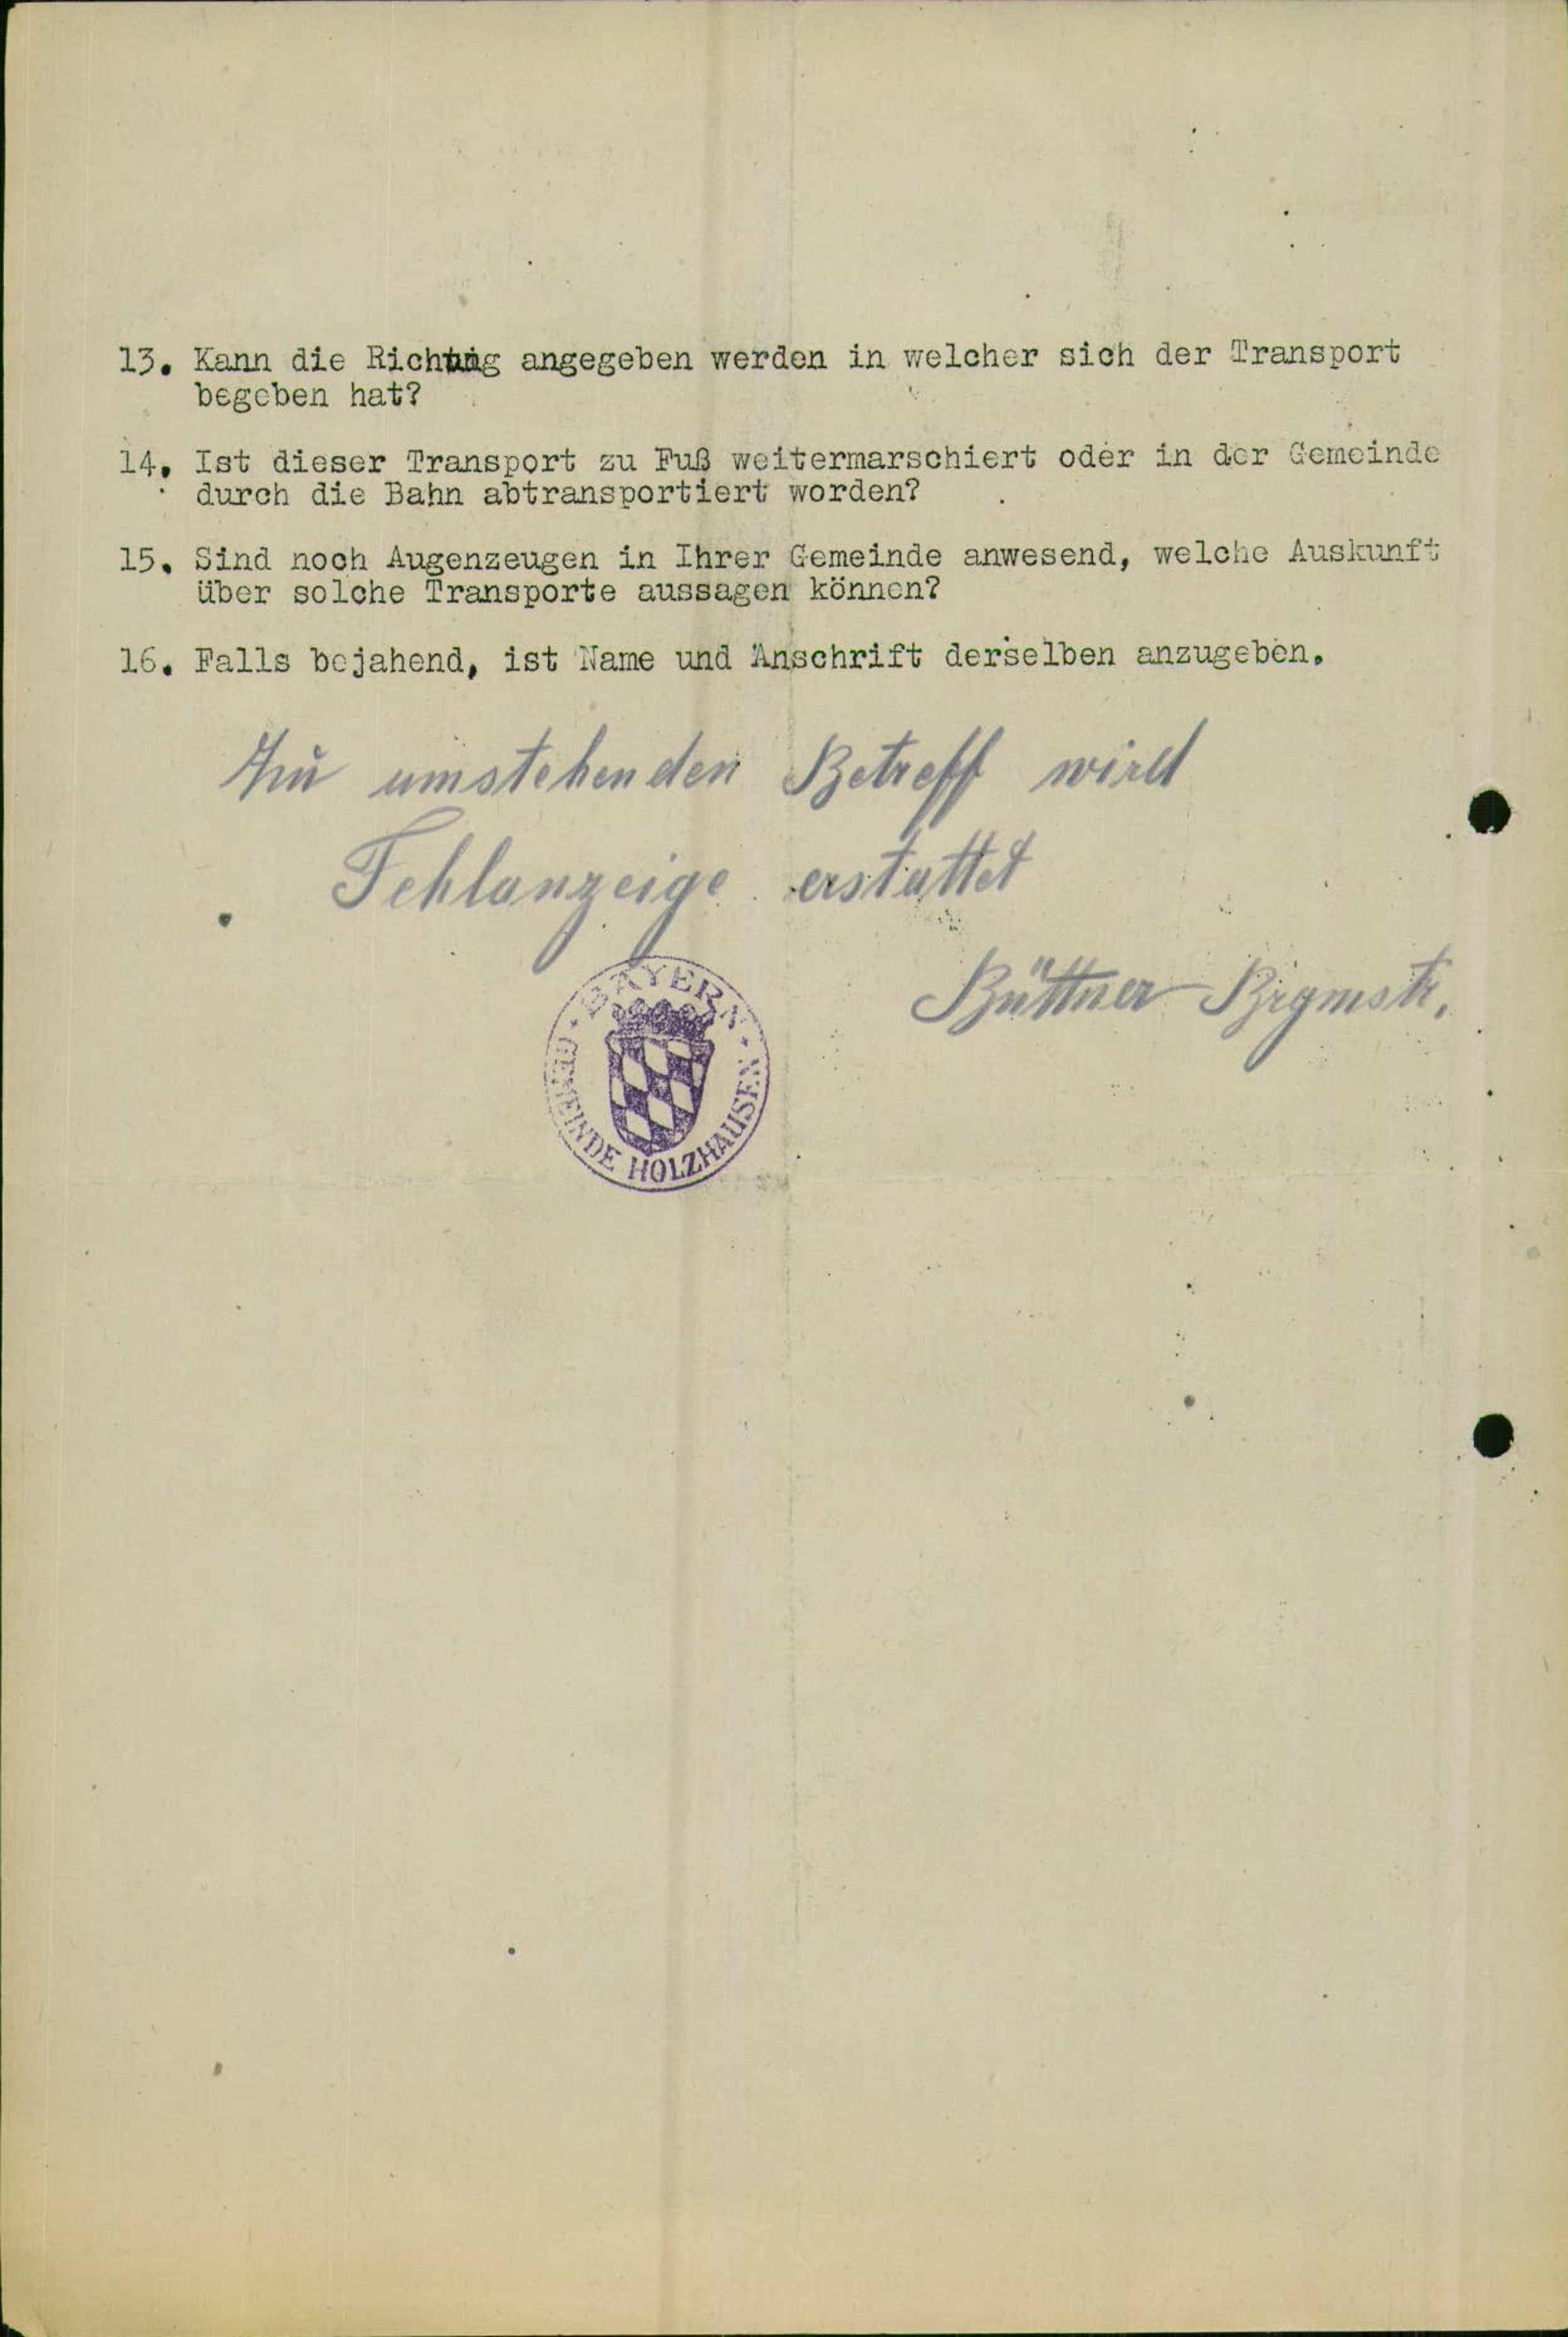 13. Kann die Richtung angegeben werden in welcher sich der Transport
begeben hat?
14. Ist dieser Transport zu Fuß weitermarschiert oder in der Gemeinde
durch die Bahn abtransportiert worden?
15. Sind noch Augenzeugen in Ihrer Gemeinde anwesend, welche Auskunft
über solche Transporte aussagen können?
16. Falls bejahend, ist Name und Anschrift derselben anzugeben.
Zu umstehenden Betreff wird
Fehlanzeige erstattet
Büttner Brgmstr.
BAYERN
GEMEINDE HOLZHAUSEN